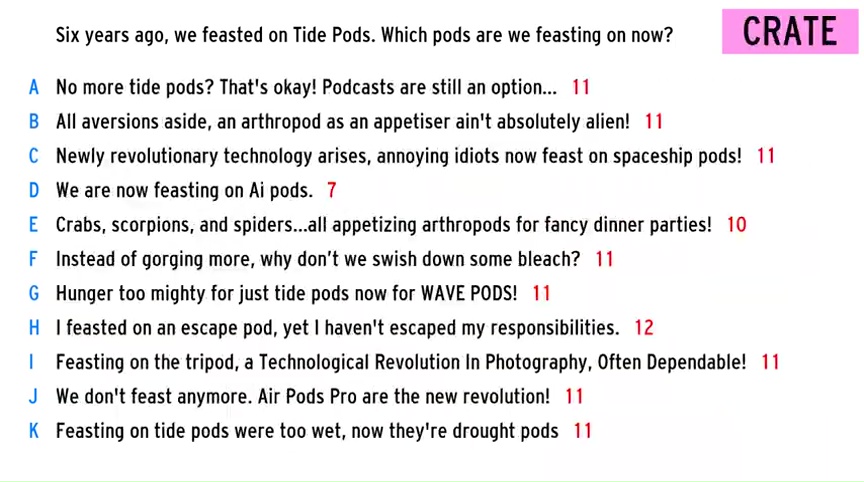 Six years ago, we feasted on Tide Pods. Which pods are we feasting on now?
CRATE
A No more tide pods? That's okay! Podcasts are still an option... 11
B All aversions aside, an arthropod as an appetiser ain't absolutely alien! 11
C Newly revolutionary technology arises, annoying idiots now feast on spaceship pods! 11
D We are now feasting on Ai pods. 7
E Crabs, scorpions, and spiders...all appetizing arthropods for fancy dinner parties! 10
F Instead of gorging more, why don't we swish down some bleach? 11
G Hunger too mighty for just tide pods now for WAVE PODS! 11
H I feasted on an escape pod, yet I haven't escaped my responsibilities. 12
I Feasting on the tripod, a Technological Revolution In Photography, Often Dependable! 11
J We don't feast anymore. Air Pods Pro are the new revolution! 11
K Feasting on tide pods were too wet, now they're drought pods 11